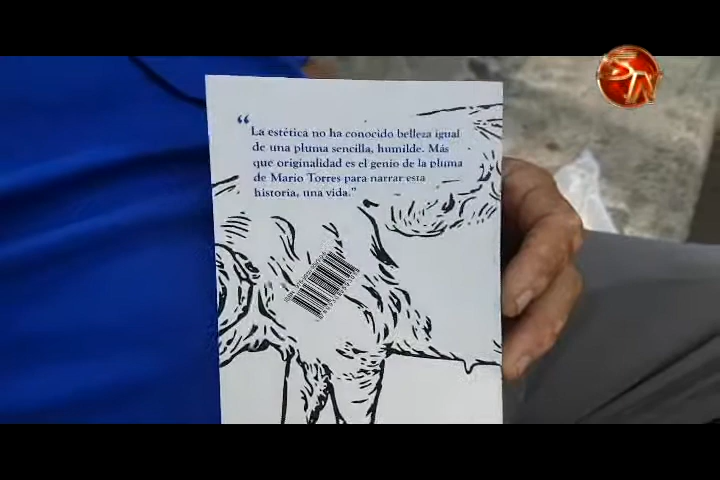 “La estética no ha conocido belleza igual
de una pluma sencilla, humilde. Más
que originalidad es el genio de la pluma
de Mario Torres para narrar esta
historia, una vida.”